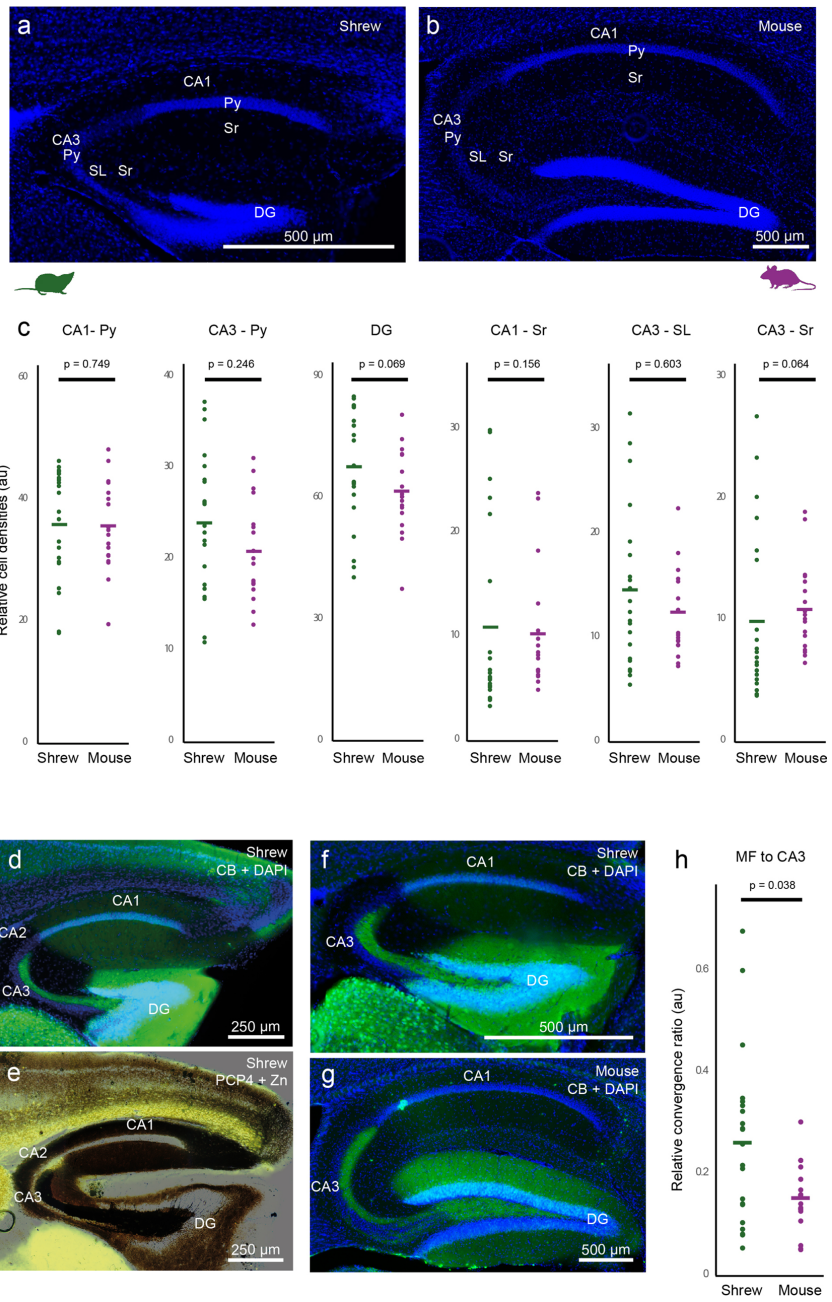 a
Shrew
CA1
Py
Sr
CA3
Py
SL Sr
DG
500 µm
b
Mouse
CA1
Py
Sr
CA3
Py
SL Sr
DG
500 µm
c
CA1- Py
CA3 - Py
DG
CA1 - Sr
CA3 - SL
CA3 - Sr
p = 0.749
p = 0.246
p = 0.069
p = 0.156
p = 0.603
p = 0.064
Relative cell densities (au)
60
40
20
0
40
30
20
10
0
90
60
30
0
30
20
10
0
30
20
10
0
30
20
10
0
Shrew Mouse
Shrew Mouse
Shrew Mouse
Shrew Mouse
Shrew Mouse
Shrew Mouse
d
Shrew
CB + DAPI
CA1
CA2
CA3
DG
250 µm
e
Shrew
PCP4 + Zn
CA1
CA2
CA3
DG
250 µm
f
Shrew
CB + DAPI
CA1
CA3
DG
500 µm
g
Mouse
CB + DAPI
CA1
CA3
DG
500 µm
h
MF to CA3
p = 0.038
Relative convergence ratio (au)
0.6
0.4
0.2
0
Shrew Mouse